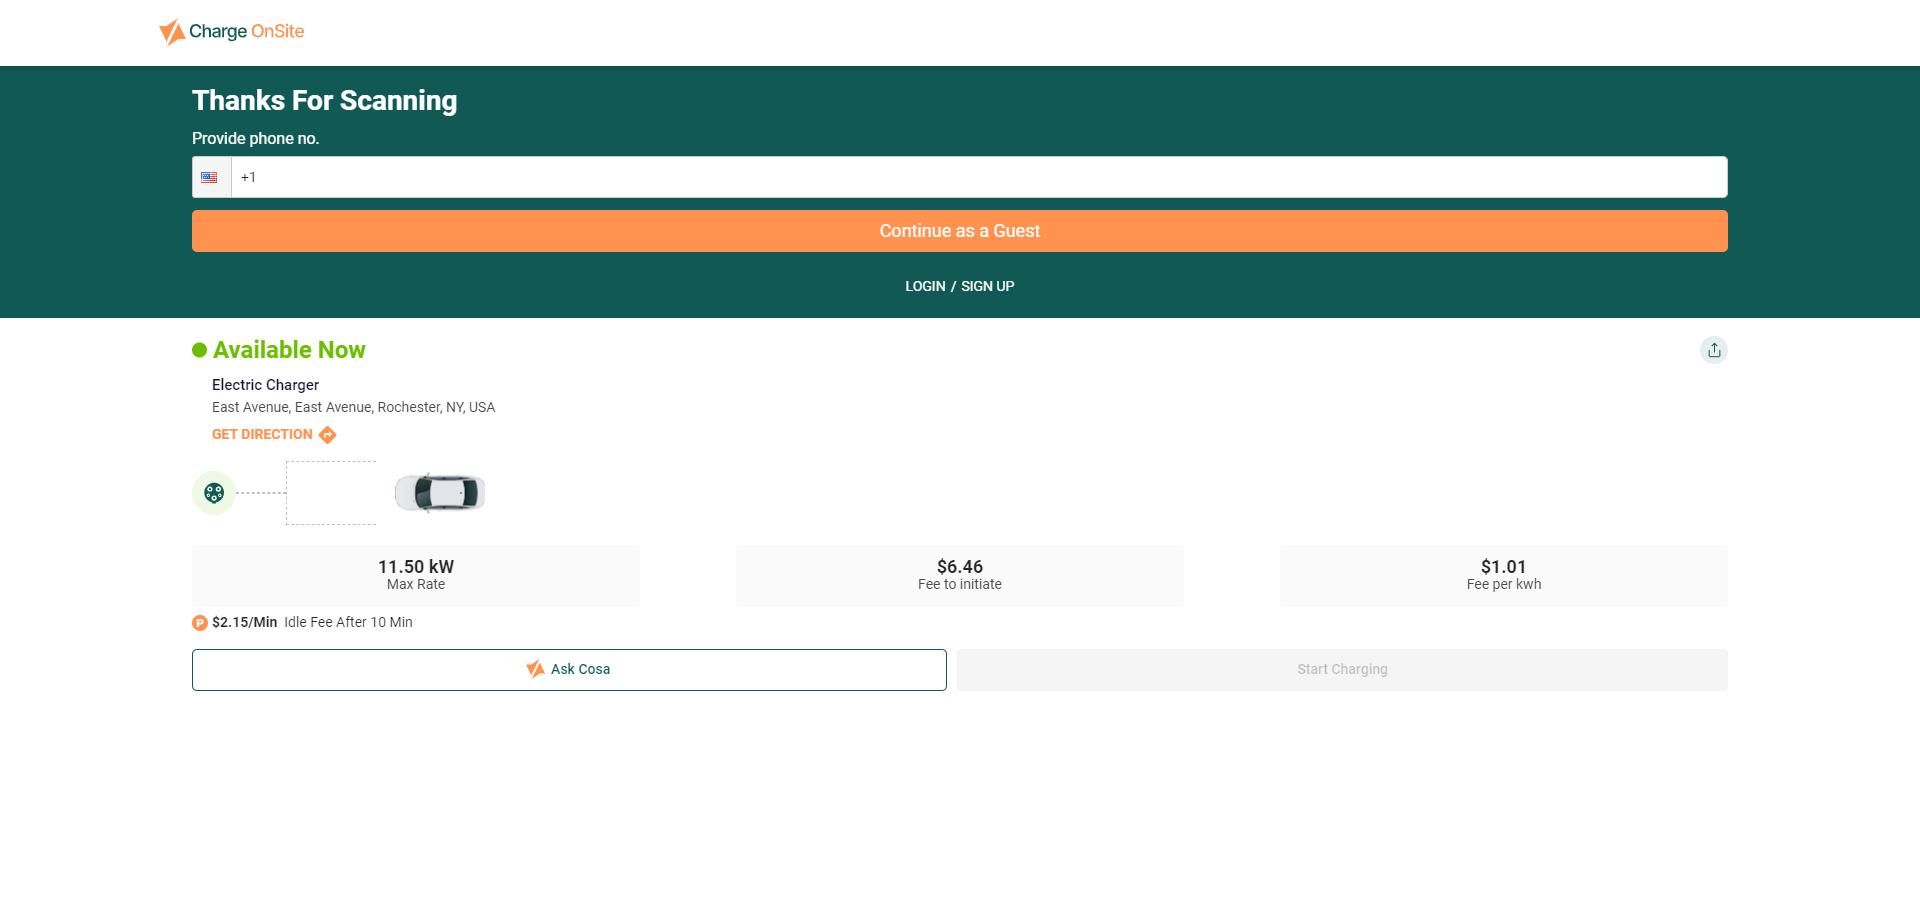 Charge OnSite
Thanks For Scanning
Provide phone no.
+1
Continue as a Guest
LOGIN / SIGN UP
Available Now
Electric Charger
East Avenue, East Avenue, Rochester, NY, USA
GET DIRECTION
11.50 kW
Max Rate
$6.46
Fee to initiate
$1.01
Fee per kwh
P $2.15/Min Idle Fee After 10 Min
Ask Cosa
Start Charging